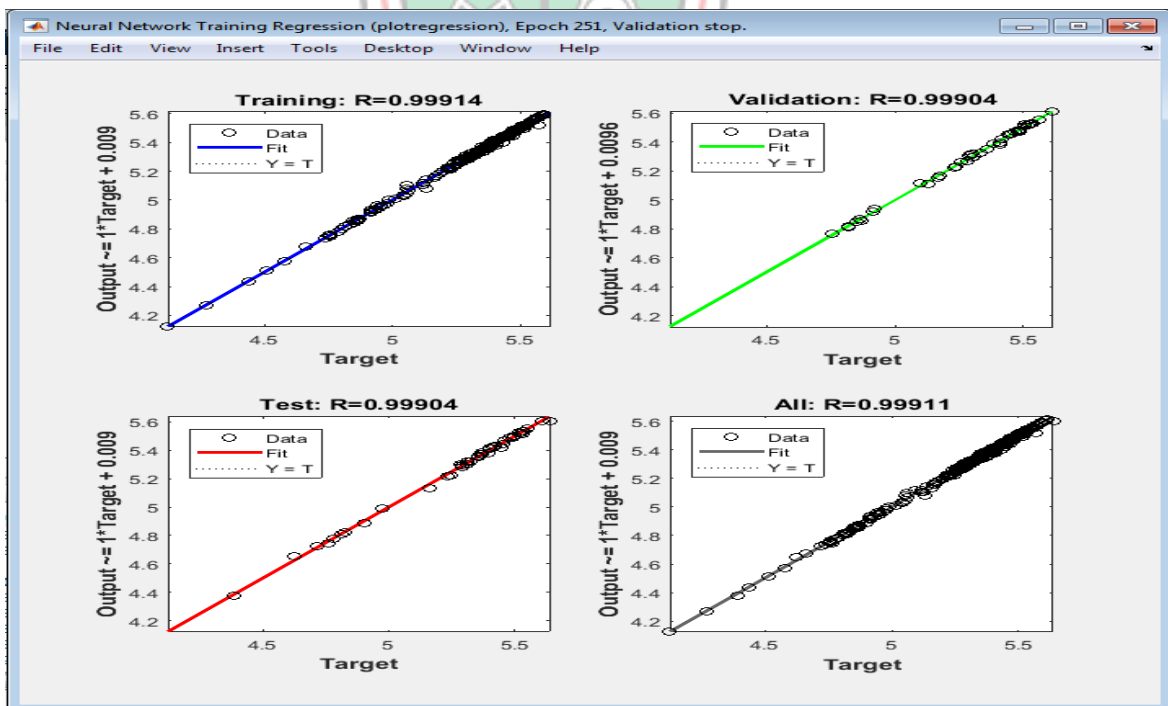 Neural Network Training Regression (plotregression), Epoch 251, Validation stop.
File Edit View Insert Tools Desktop Window Help
Training: R=0.99914
Output ~= 1*Target + 0.009
5.6
5.4
5.2
5
4.8
4.6
4.4
4.2
Data
Fit
Y = T
4.5 5 5.5
Target
Validation: R=0.99904
Output ~= 1*Target + 0.0096
5.6
5.4
5.2
5
4.8
4.6
4.4
4.2
Data
Fit
Y = T
4.5 5 5.5
Target
Test: R=0.99904
Output ~= 1*Target + 0.009
5.6
5.4
5.2
5
4.8
4.6
4.4
4.2
Data
Fit
Y = T
4.5 5 5.5
Target
All: R=0.99911
Output ~= 1*Target + 0.009
5.6
5.4
5.2
5
4.8
4.6
4.4
4.2
Data
Fit
Y = T
4.5 5 5.5
Target